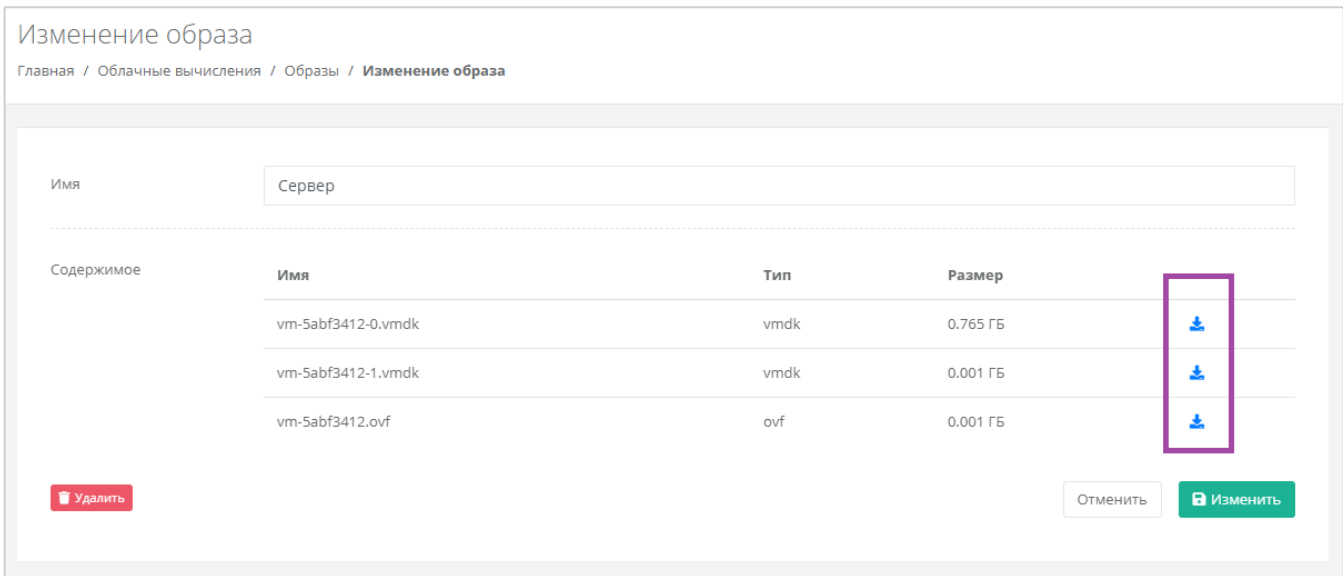 Изменение образа
Главная / Облачные вычисления / Образы / Изменение образа
Имя
Сервер
Содержимое
Имя Тип Размер
vm-5abf3412-0.vmdk vmdk 0.765 ГБ
vm-5abf3412-1.vmdk vmdk 0.001 ГБ
vm-5abf3412.ovf ovf 0.001 ГБ
Удалить Отменить Изменить